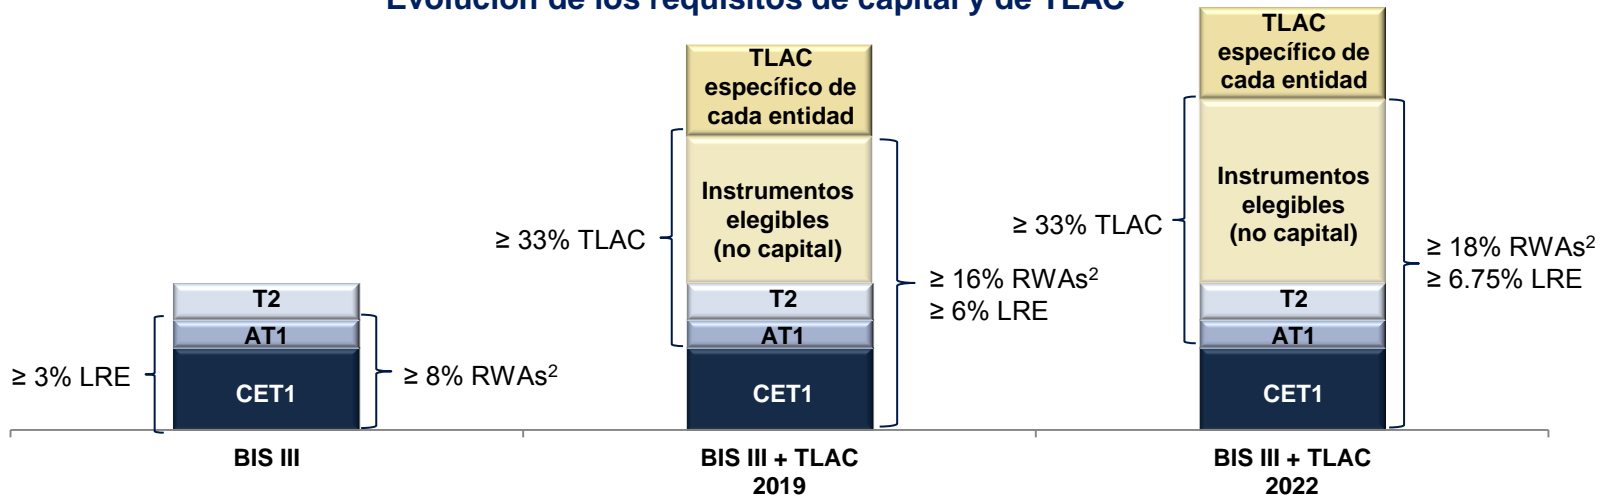 Evolución de los requisitos de capital y de TLAC
TLAC
específico de
cada entidad
TLAC
específico de
cada entidad
Instrumentos
elegibles
(no capital)
Instrumentos
elegibles
(no capital)
≥ 33% TLAC
≥ 33% TLAC
≥ 18% RWAs²
≥ 6.75% LRE
≥ 16% RWAs²
≥ 6% LRE
T2
T2
T2
AT1
AT1
AT1
≥ 3% LRE
≥ 8% RWAs²
CET1
CET1
CET1
BIS III
BIS III + TLAC
2019
BIS III + TLAC
2022